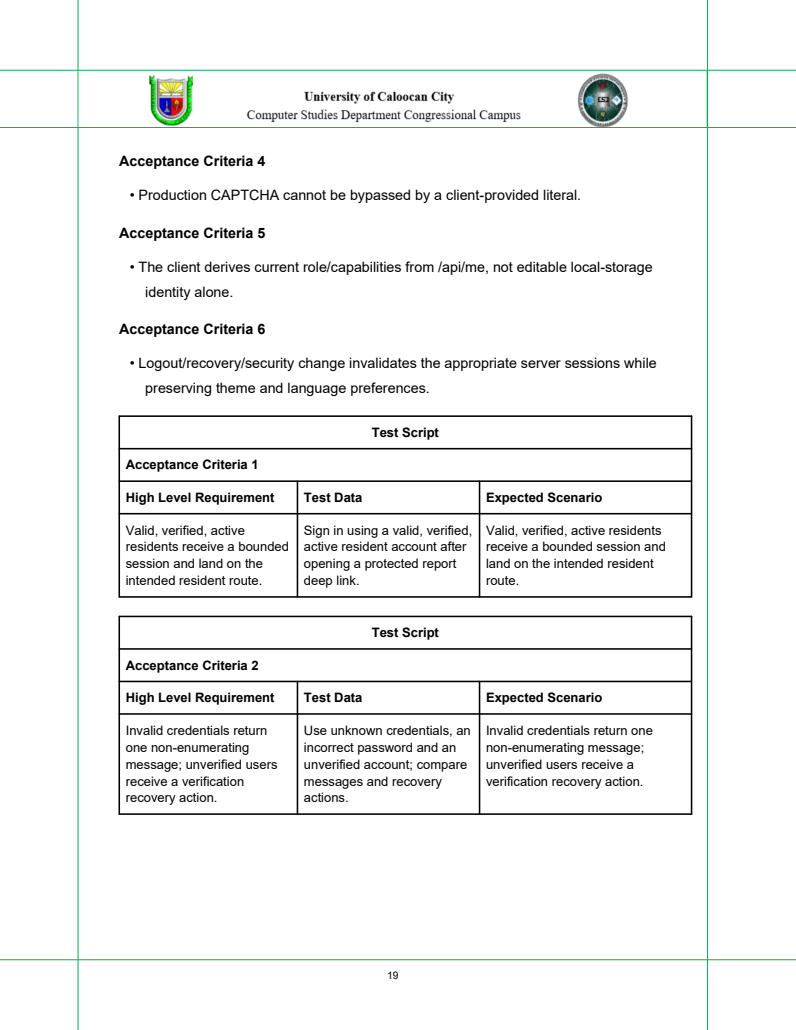 University of Caloocan City
Computer Studies Department Congressional Campus
Acceptance Criteria 4
• Production CAPTCHA cannot be bypassed by a client-provided literal.
Acceptance Criteria 5
• The client derives current role/capabilities from /api/me, not editable local-storage
identity alone.
Acceptance Criteria 6
• Logout/recovery/security change invalidates the appropriate server sessions while
preserving theme and language preferences.
Test Script
Acceptance Criteria 1
High Level Requirement
Test Data
Expected Scenario
Valid, verified, active
residents receive a bounded
session and land on the
intended resident route.
Sign in using a valid, verified,
active resident account after
opening a protected report
deep link.
Valid, verified, active residents
receive a bounded session and
land on the intended resident
route.
Test Script
Acceptance Criteria 2
High Level Requirement
Test Data
Expected Scenario
Invalid credentials return
one non-enumerating
message; unverified users
receive a verification
recovery action.
Use unknown credentials, an
incorrect password and an
unverified account; compare
messages and recovery
actions.
Invalid credentials return one
non-enumerating message;
unverified users receive a
verification recovery action.
19